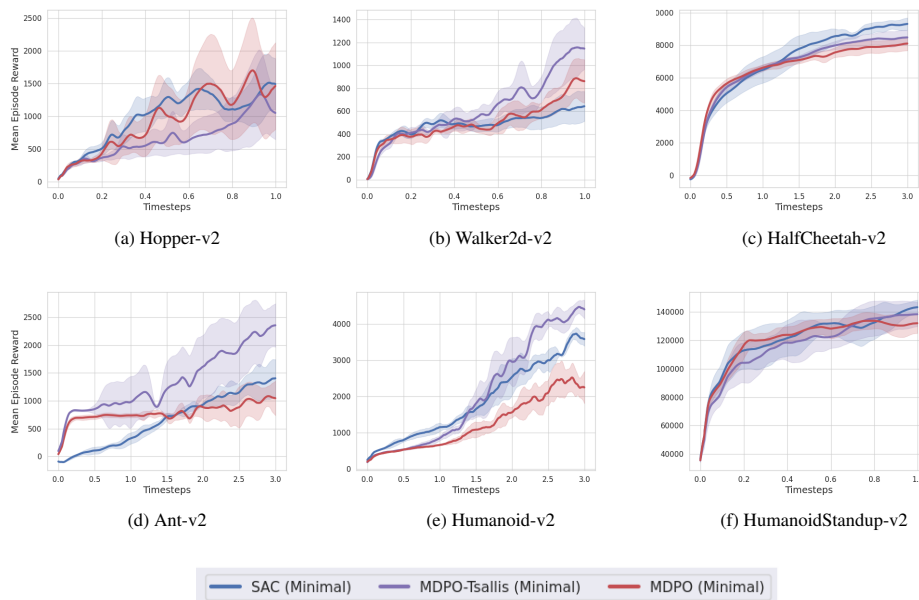 2500
2000
1500
1000
500
0
Mean Episode Reward
0.0 0.2 0.4 0.6 0.8 1.0
Timesteps
(a) Hopper-v2
1400
1200
1000
800
600
400
200
0
0.0 0.2 0.4 0.6 0.8 1.0
Timesteps
(b) Walker2d-v2
10000
8000
6000
4000
2000
0
0.0 0.5 1.0 1.5 2.0 2.5 3.0
Timesteps
(c) HalfCheetah-v2
2500
2000
1500
1000
500
0
Mean Episode Reward
0.0 0.5 1.0 1.5 2.0 2.5 3.0
Timesteps
(d) Ant-v2
4000
3000
2000
1000
0
0.0 0.5 1.0 1.5 2.0 2.5 3.0
Timesteps
(e) Humanoid-v2
140000
120000
100000
80000
60000
40000
0.0 0.2 0.4 0.6 0.8 1.
Timesteps
(f) HumanoidStandup-v2
SAC (Minimal) MDPO-Tsallis (Minimal) MDPO (Minimal)